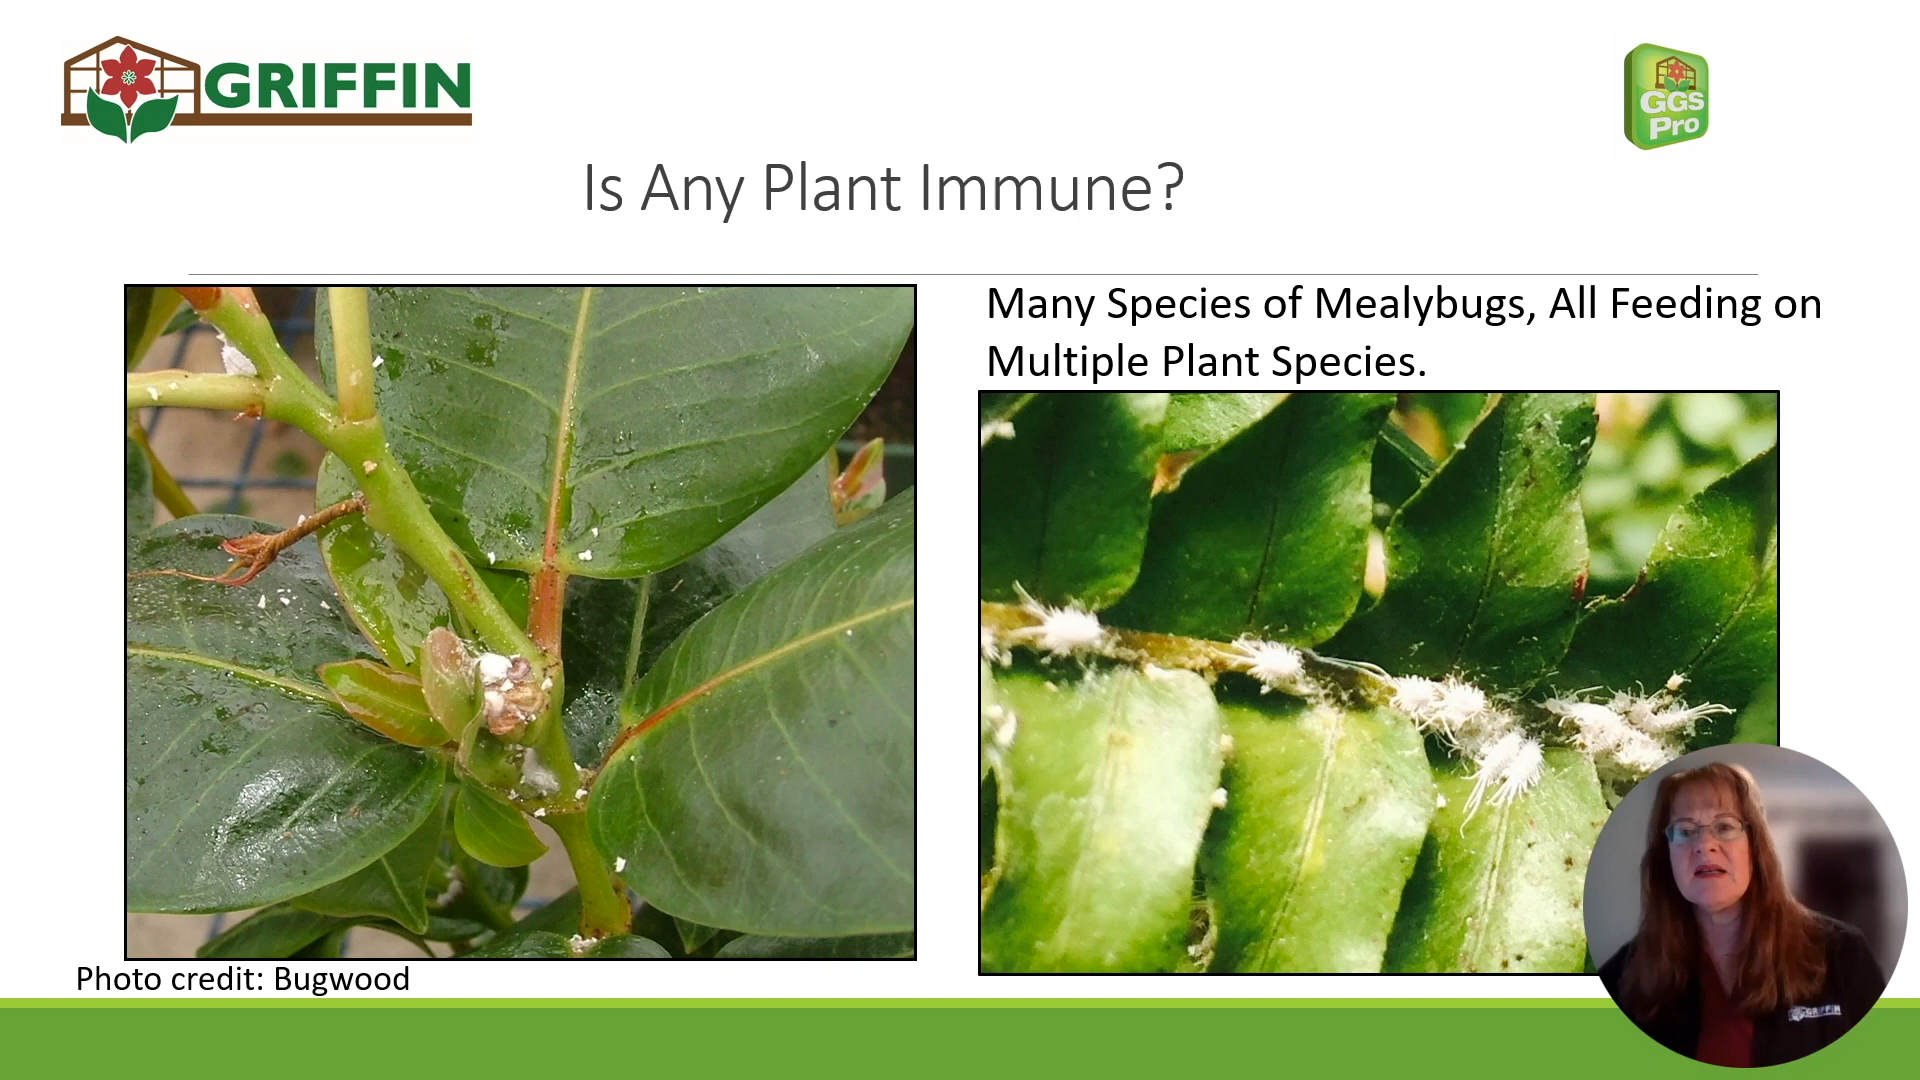 GRIFFIN
GGS
Pro
Is Any Plant Immune?
Many Species of Mealybugs, All Feeding on
Multiple Plant Species.
Photo credit: Bugwood
GRIFFIN